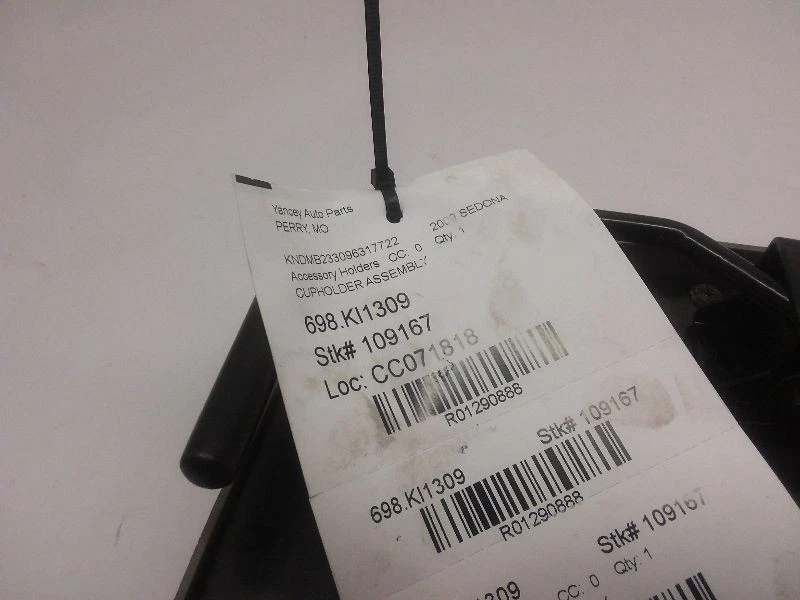 Yancey Auto Parts
PERRY, MO
KNDMB233096317722 2009 SEDONA
Accessory Holders CC: 0 Qty: 1
CUPHOLDER ASSEMBLY
698.KI1309
Stk# 109167
Loc: CC071818
R01290888
698.KI1309 Stk# 109167
R01290888
Stk# 109167
CC: 0 Qty: 1